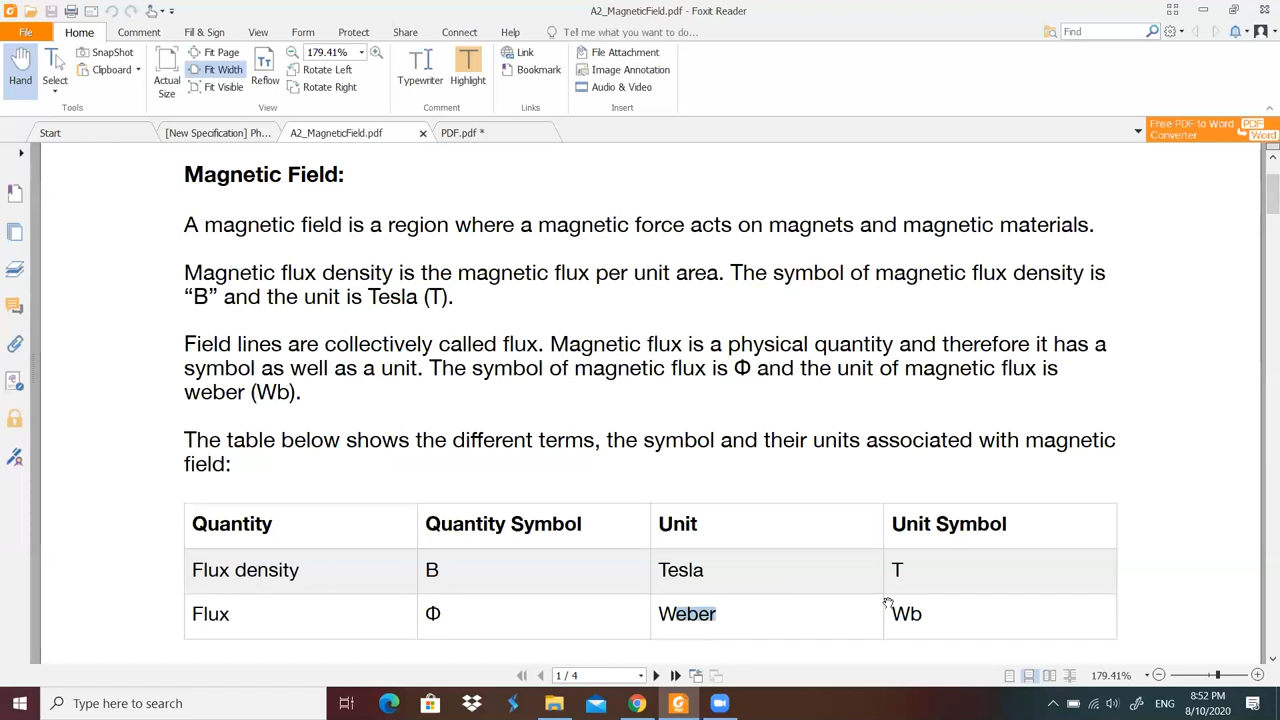 A2_MagneticField.pdf - Foxit Reader
File Home Comment Fill & Sign View Form Protect Share Connect Help Tell me what you want to do... Find
Hand
Select
SnapShot
Clipboard
Tools
Actual Size
Fit Page
Fit Width
Fit Visible
Reflow
179.41%
Rotate Left
Rotate Right
View
Typewriter
Highlight
Comment
Link
Bookmark
Links
File Attachment
Image Annotation
Audio & Video
Insert
Start [New Specification] Ph... A2_MagneticField.pdf PDF.pdf *
Free PDF to Word PDF
Converter Word
Magnetic Field:
A magnetic field is a region where a magnetic force acts on magnets and magnetic materials.
Magnetic flux density is the magnetic flux per unit area. The symbol of magnetic flux density is
“B” and the unit is Tesla (T).
Field lines are collectively called flux. Magnetic flux is a physical quantity and therefore it has a
symbol as well as a unit. The symbol of magnetic flux is Φ and the unit of magnetic flux is
weber (Wb).
The table below shows the different terms, the symbol and their units associated with magnetic
field:
Quantity Quantity Symbol Unit Unit Symbol
Flux density B Tesla T
Flux Φ Weber Wb
1 / 4 179.41%
Type here to search
ENG
8:52 PM
8/10/2020